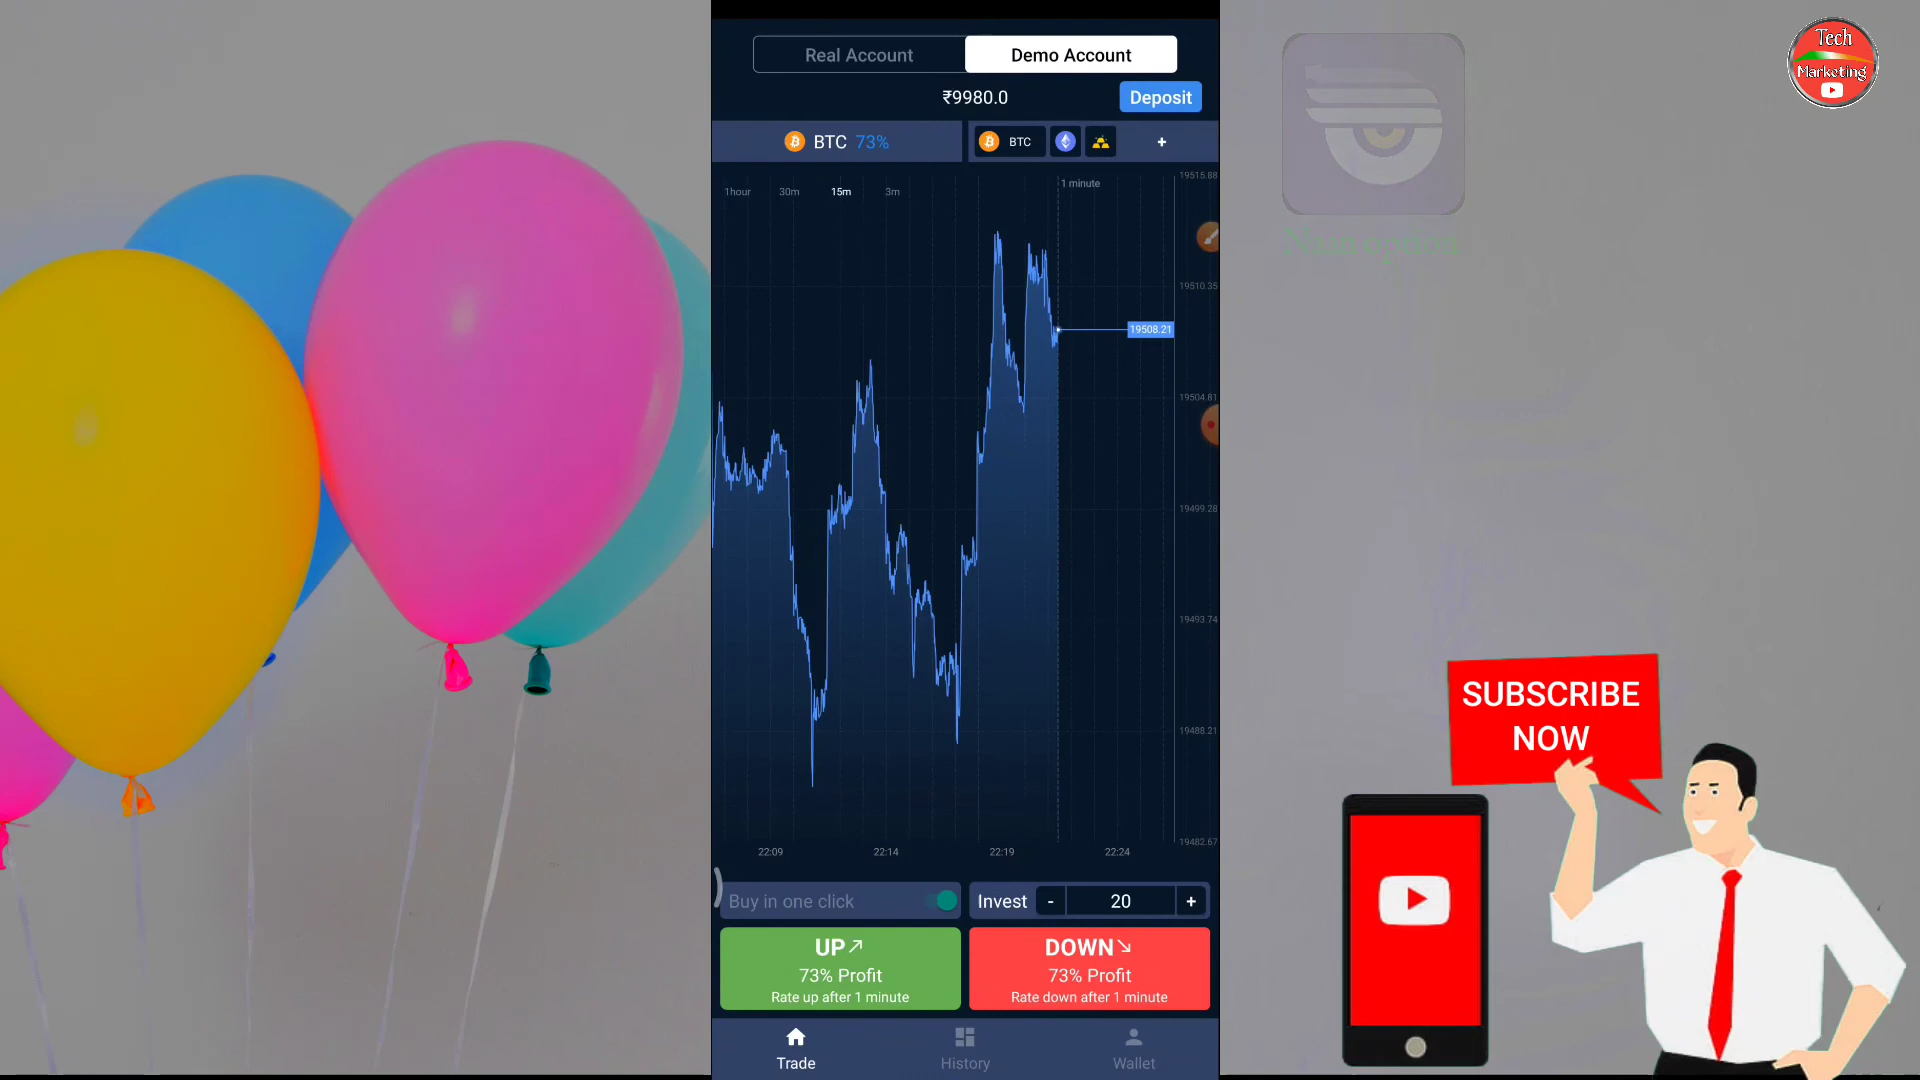 Real Account
Demo Account
₹9980.0
Deposit
BTC 73%
BTC
+
1hour
30m
15m
3m
1 minute
19515.88
19510.35
19508.21
19504.81
19499.28
19493.74
19488.21
19482.67
22:09
22:14
22:19
22:24
Buy in one click
Invest
-
20
+
UP
73% Profit
Rate up after 1 minute
DOWN
73% Profit
Rate down after 1 minute
Trade
History
Wallet
Tech
Marketing
option
SUBSCRIBE
NOW